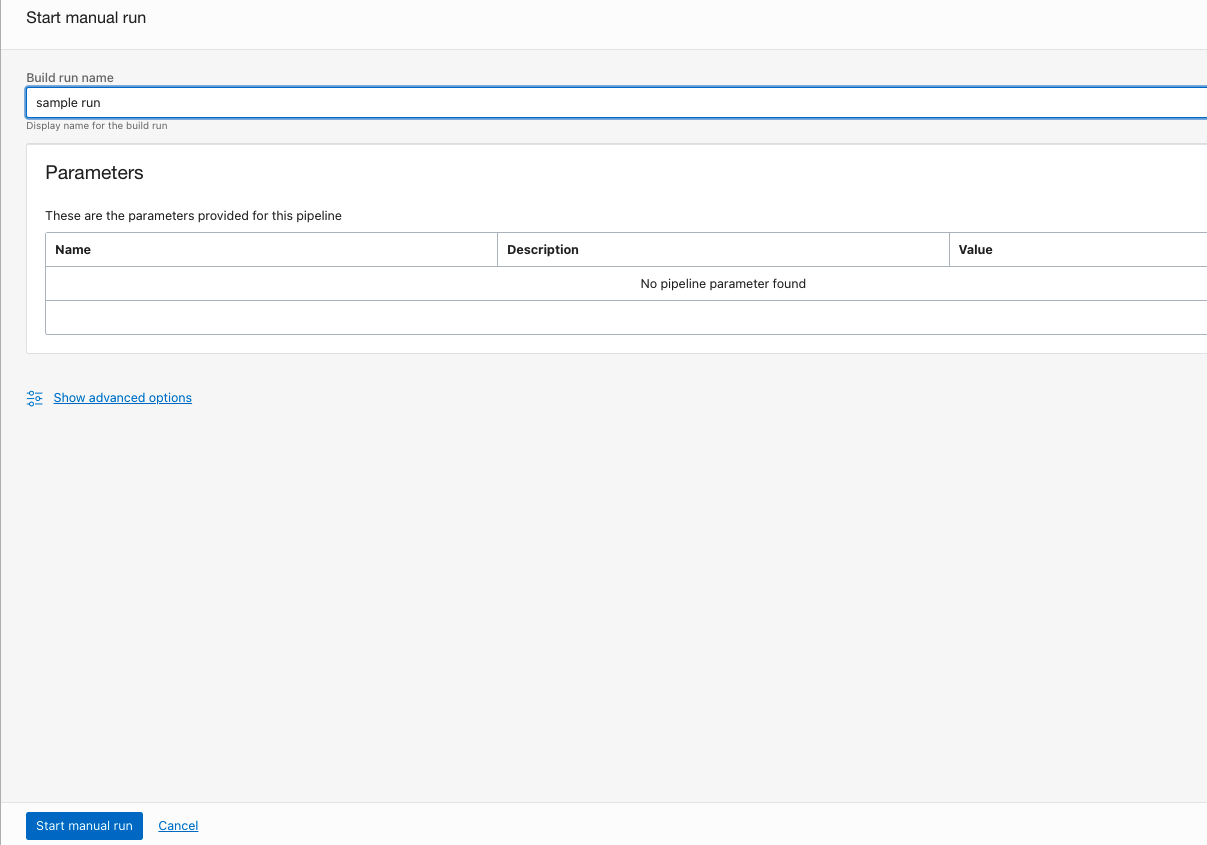 Start manual run
Build run name
sample run
Display name for the build run
Parameters
These are the parameters provided for this pipeline
Name Description Value
No pipeline parameter found
Show advanced options
Start manual run Cancel